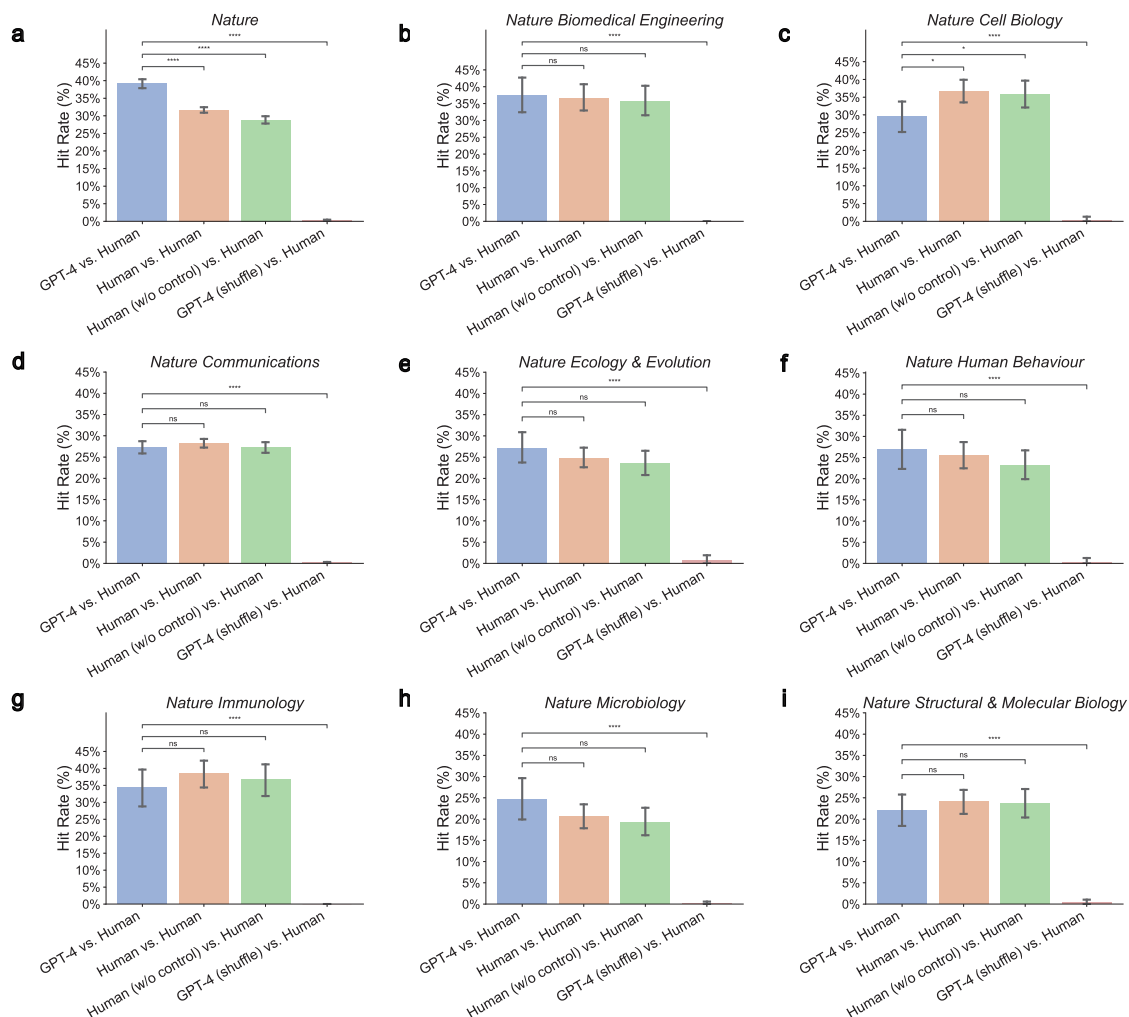 a
Nature
Hit Rate (%)
45%
40%
35%
30%
25%
20%
15%
10%
5%
0%
****
****
****
GPT-4 vs. Human
Human vs. Human
Human (w/o control) vs. Human
GPT-4 (shuffle) vs. Human
b
Nature Biomedical Engineering
Hit Rate (%)
45%
40%
35%
30%
25%
20%
15%
10%
5%
0%
****
ns
ns
GPT-4 vs. Human
Human vs. Human
Human (w/o control) vs. Human
GPT-4 (shuffle) vs. Human
c
Nature Cell Biology
Hit Rate (%)
45%
40%
35%
30%
25%
20%
15%
10%
5%
0%
****
*
*
GPT-4 vs. Human
Human vs. Human
Human (w/o control) vs. Human
GPT-4 (shuffle) vs. Human
d
Nature Communications
Hit Rate (%)
45%
40%
35%
30%
25%
20%
15%
10%
5%
0%
****
ns
ns
GPT-4 vs. Human
Human vs. Human
Human (w/o control) vs. Human
GPT-4 (shuffle) vs. Human
e
Nature Ecology & Evolution
Hit Rate (%)
45%
40%
35%
30%
25%
20%
15%
10%
5%
0%
****
ns
ns
GPT-4 vs. Human
Human vs. Human
Human (w/o control) vs. Human
GPT-4 (shuffle) vs. Human
f
Nature Human Behaviour
Hit Rate (%)
45%
40%
35%
30%
25%
20%
15%
10%
5%
0%
****
ns
ns
GPT-4 vs. Human
Human vs. Human
Human (w/o control) vs. Human
GPT-4 (shuffle) vs. Human
g
Nature Immunology
Hit Rate (%)
45%
40%
35%
30%
25%
20%
15%
10%
5%
0%
****
ns
ns
GPT-4 vs. Human
Human vs. Human
Human (w/o control) vs. Human
GPT-4 (shuffle) vs. Human
h
Nature Microbiology
Hit Rate (%)
45%
40%
35%
30%
25%
20%
15%
10%
5%
0%
****
ns
ns
GPT-4 vs. Human
Human vs. Human
Human (w/o control) vs. Human
GPT-4 (shuffle) vs. Human
i
Nature Structural & Molecular Biology
Hit Rate (%)
45%
40%
35%
30%
25%
20%
15%
10%
5%
0%
****
ns
ns
GPT-4 vs. Human
Human vs. Human
Human (w/o control) vs. Human
GPT-4 (shuffle) vs. Human